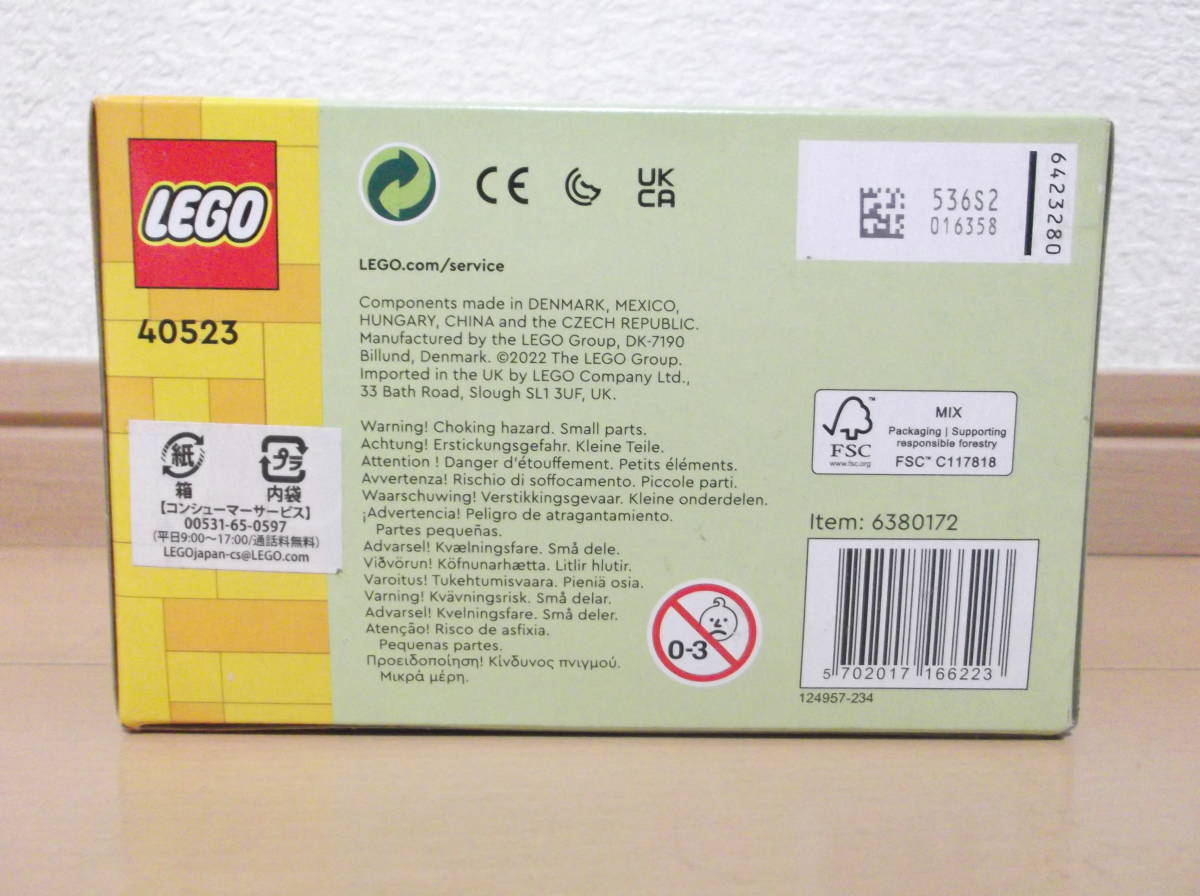 LEGO
40523
紙
箱
プラ
内袋
【コンシューマーサービス】
00531-65-0597
(平日9:00〜17:00/通話料無料)
LEGOjapan-cs@LEGO.com
CE
UK
CA
LEGO.com/service
Components made in DENMARK, MEXICO,
HUNGARY, CHINA and the CZECH REPUBLIC.
Manufactured by the LEGO Group, DK-7190
Billund, Denmark. ©2022 The LEGO Group.
Imported in the UK by LEGO Company Ltd.,
33 Bath Road, Slough SL1 3UF, UK.
Warning! Choking hazard. Small parts.
Achtung! Erstickungsgefahr. Kleine Teile.
Attention ! Danger d'étouffement. Petits éléments.
Avvertenza! Rischio di soffocamento. Piccole parti.
Waarschuwing! Verstikkingsgevaar. Kleine onderdelen.
¡Advertencia! Peligro de atragantamiento.
Partes pequeñas.
Advarsel! Kvælningsfare. Små dele.
Viðvörun! Köfnunarhætta. Litlir hlutir.
Varoitus! Tukehtumisvaara. Pieniä osia.
Varning! Kvävningsrisk. Små delar.
Advarsel! Kvelningsfare. Små deler.
Atenção! Risco de asfixia.
Pequenas partes.
Προειδοποίηση! Κίνδυνος πνιγμού.
Μικρά μέρη.
0-3
536S2
016358
6423280
FSC™
www.fsc.org
MIX
Packaging | Supporting
responsible forestry
FSC™ C117818
Item: 6380172
5 702017 166223
124957-234